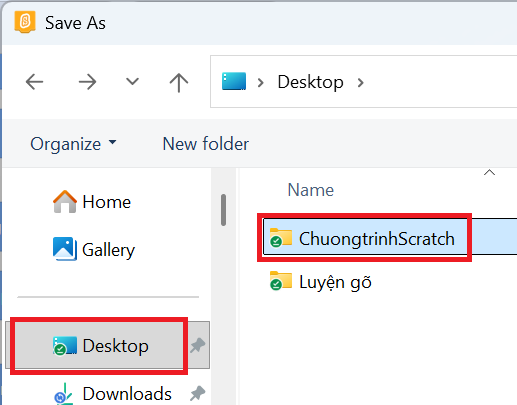 Save As
Desktop
Organize
New folder
Name
Home
Gallery
ChuongtrinhScratch
Luyện gõ
Desktop
Downloads